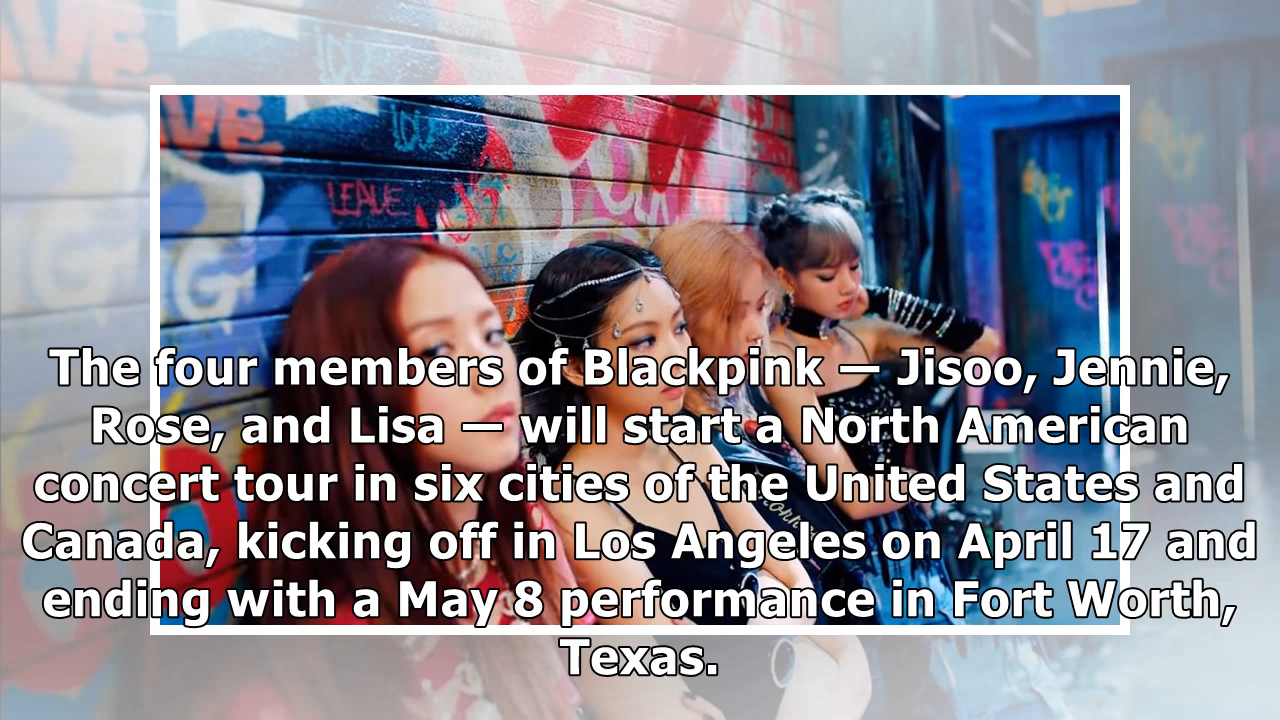 LEAVE
The four members of Blackpink — Jisoo, Jennie,
Rose, and Lisa — will start a North American
concert tour in six cities of the United States and
Canada, kicking off in Los Angeles on April 17 and
ending with a May 8 performance in Fort Worth,
Texas.